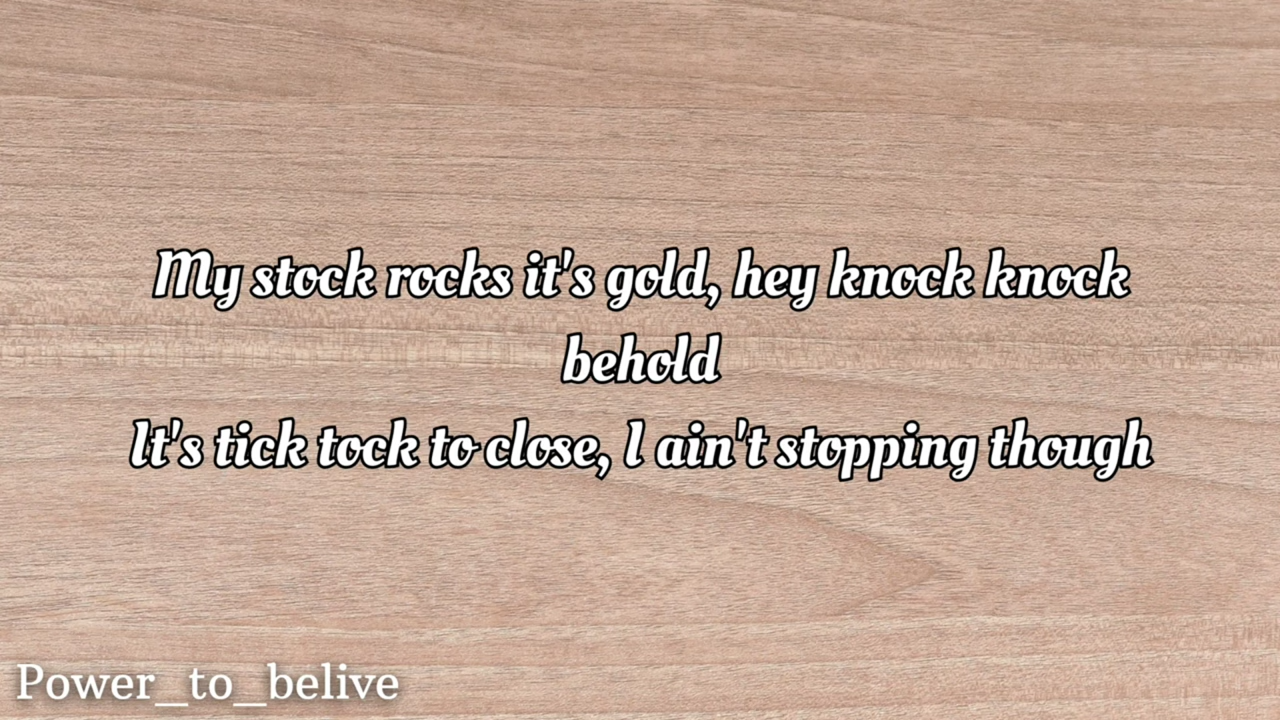 My stock rocks it's gold, hey knock knock
behold
It's tick tock to close, I ain't stopping though
Power_to_belive